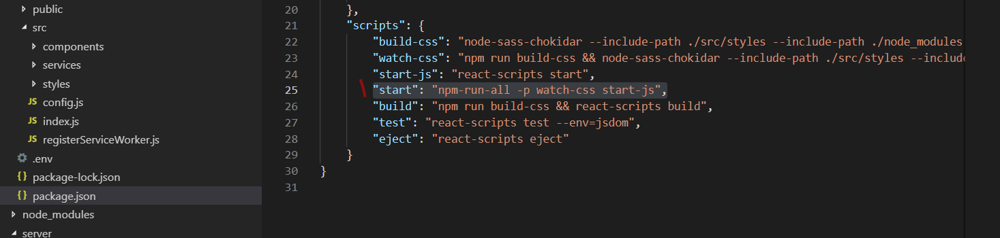 public
src
components
services
styles
JS config.js
JS index.js
JS registerServiceWorker.js
.env
{} package-lock.json
{} package.json
node_modules
server
20 },
21 "scripts": {
22 "build-css": "node-sass-chokidar --include-path ./src/styles --include-path ./node_modules
23 "watch-css": "npm run build-css && node-sass-chokidar --include-path ./src/styles --include
24 "start-js": "react-scripts start",
25 "start": "npm-run-all -p watch-css start-js",
26 "build": "npm run build-css && react-scripts build",
27 "test": "react-scripts test --env=jsdom",
28 "eject": "react-scripts eject"
29 }
30 }
31